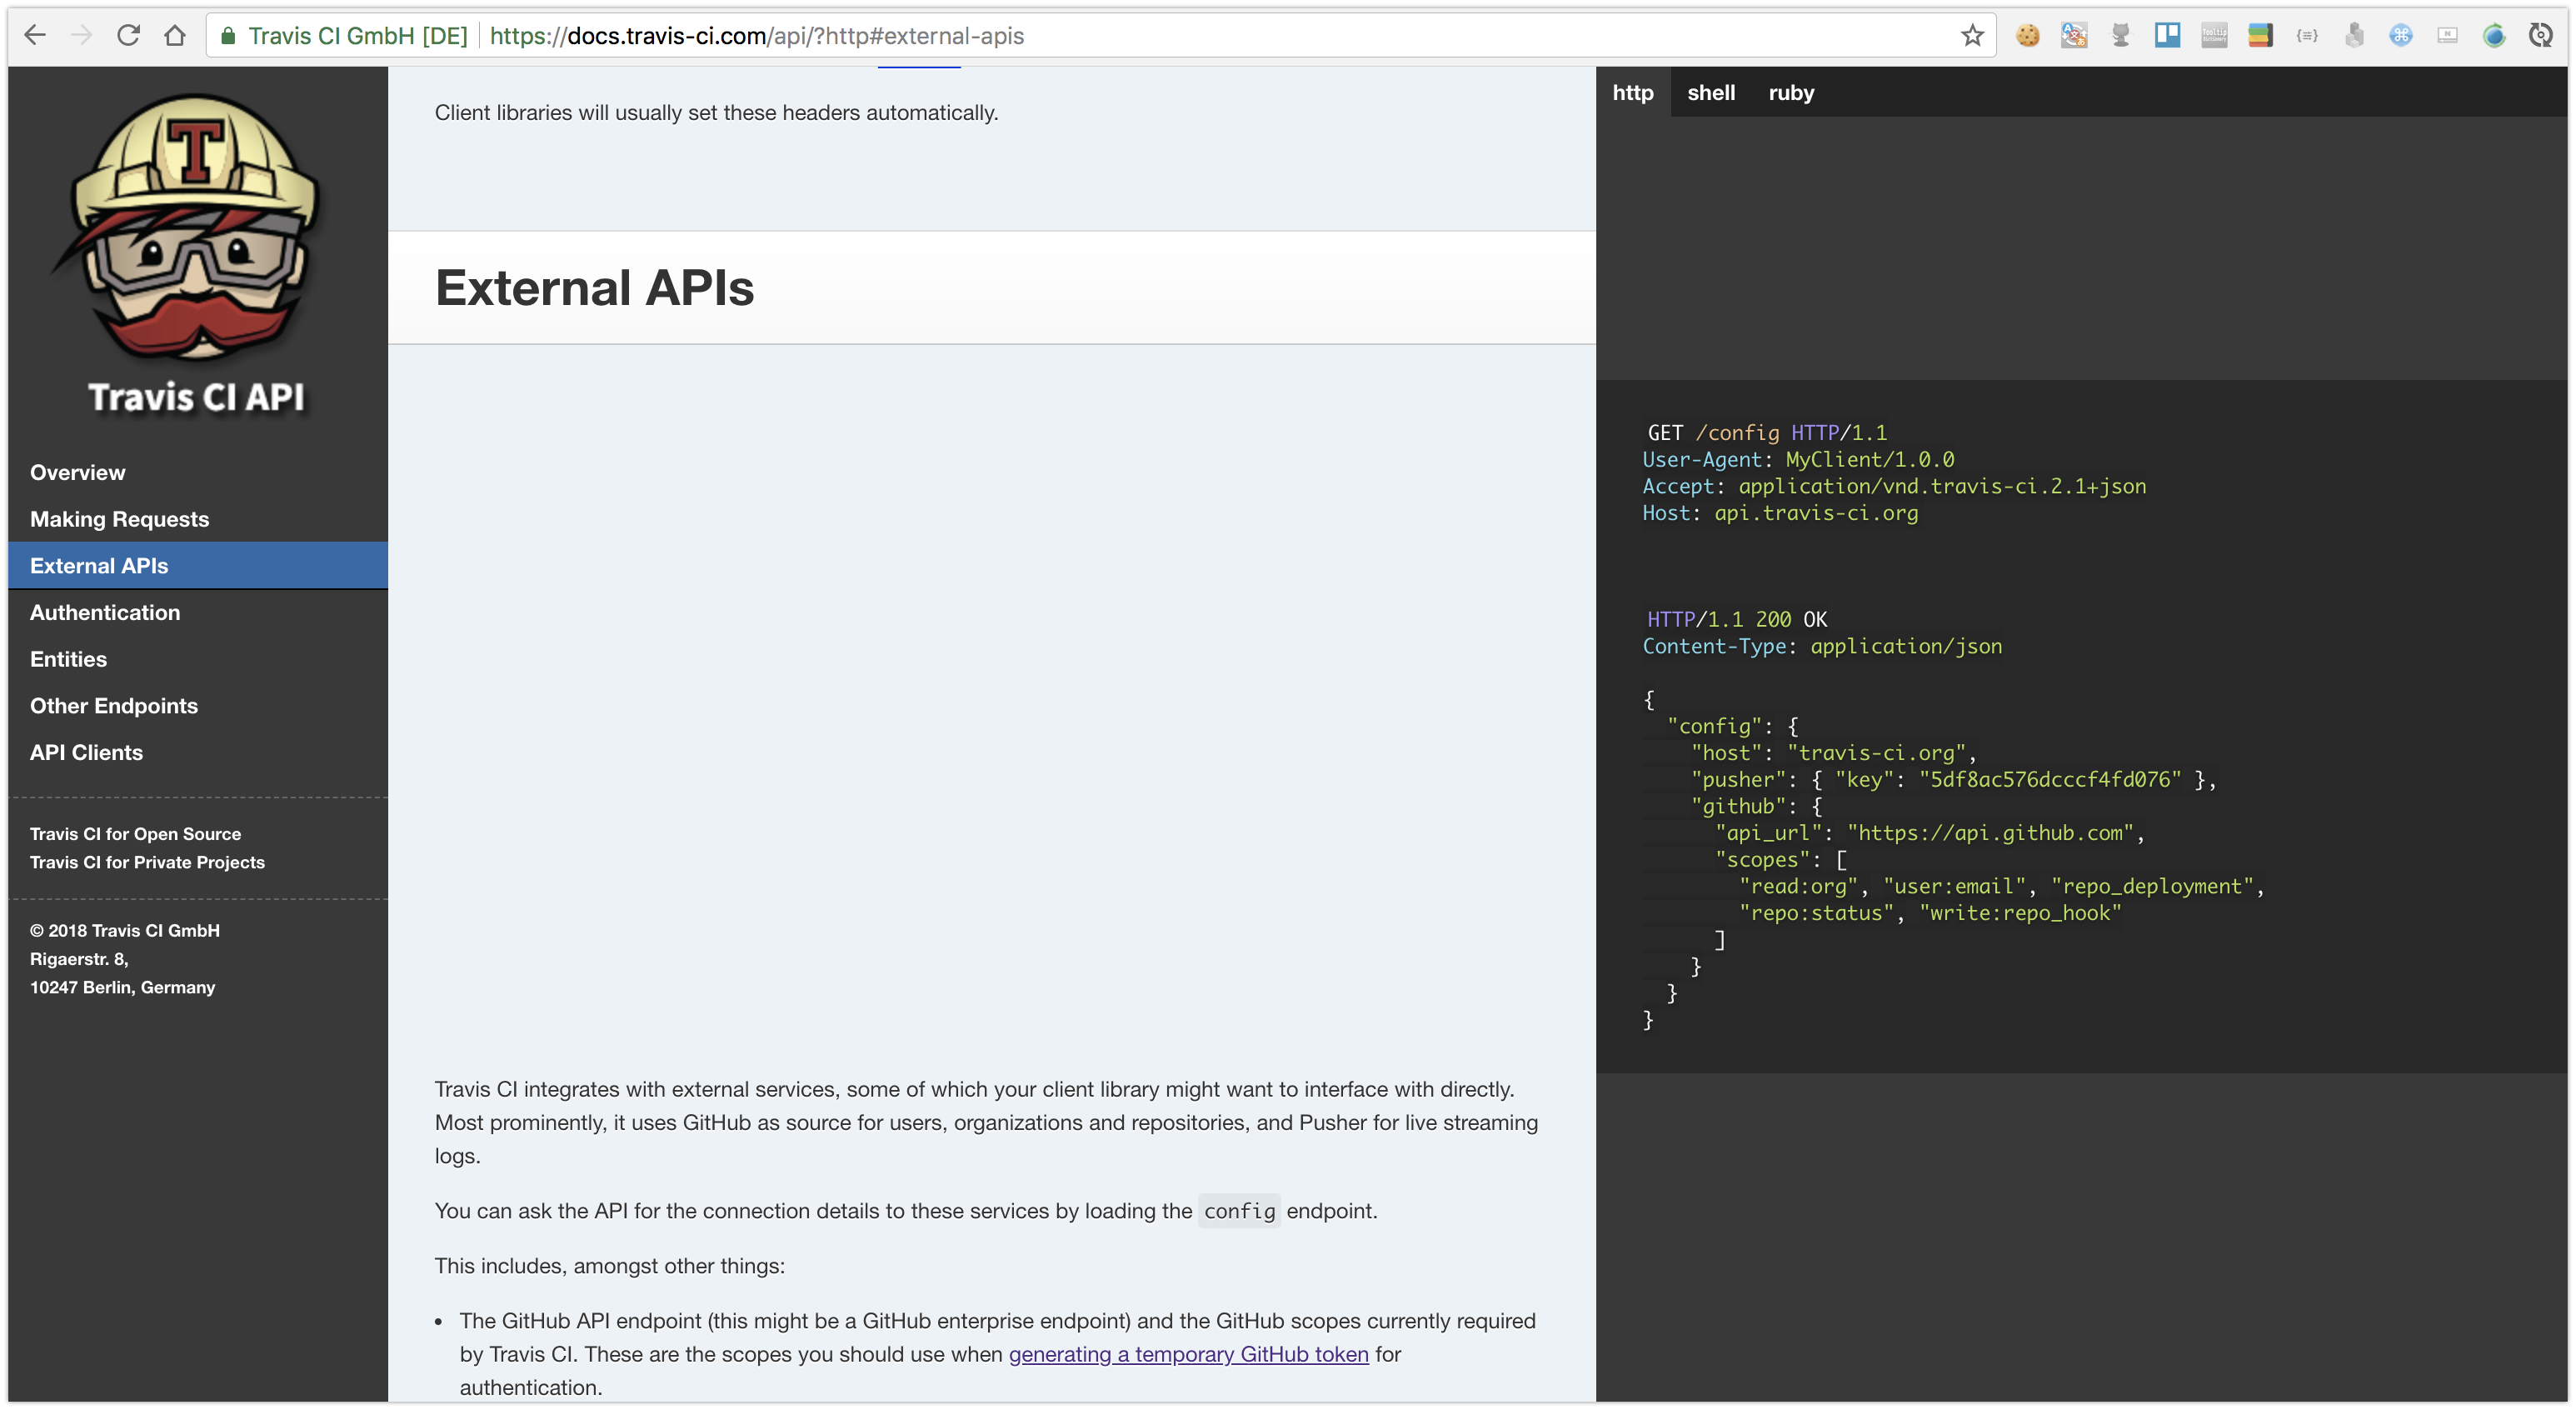 Travis CI GmbH [DE] https://docs.travis-ci.com/api/?http#external-apis
T
Travis CI API
Overview
Making Requests
External APIs
Authentication
Entities
Other Endpoints
API Clients
Travis CI for Open Source
Travis CI for Private Projects
© 2018 Travis CI GmbH
Rigaerstr. 8,
10247 Berlin, Germany
Client libraries will usually set these headers automatically.
External APIs
Travis CI integrates with external services, some of which your client library might want to interface with directly.
Most prominently, it uses GitHub as source for users, organizations and repositories, and Pusher for live streaming
logs.
You can ask the API for the connection details to these services by loading the config endpoint.
This includes, amongst other things:
• The GitHub API endpoint (this might be a GitHub enterprise endpoint) and the GitHub scopes currently required
by Travis CI. These are the scopes you should use when generating a temporary GitHub token for
authentication.
http shell ruby
GET /config HTTP/1.1
User-Agent: MyClient/1.0.0
Accept: application/vnd.travis-ci.2.1+json
Host: api.travis-ci.org
HTTP/1.1 200 OK
Content-Type: application/json
{
"config": {
"host": "travis-ci.org",
"pusher": { "key": "5df8ac576dcccf4fd076" },
"github": {
"api_url": "https://api.github.com",
"scopes": [
"read:org", "user:email", "repo_deployment",
"repo:status", "write:repo_hook"
]
}
}
}